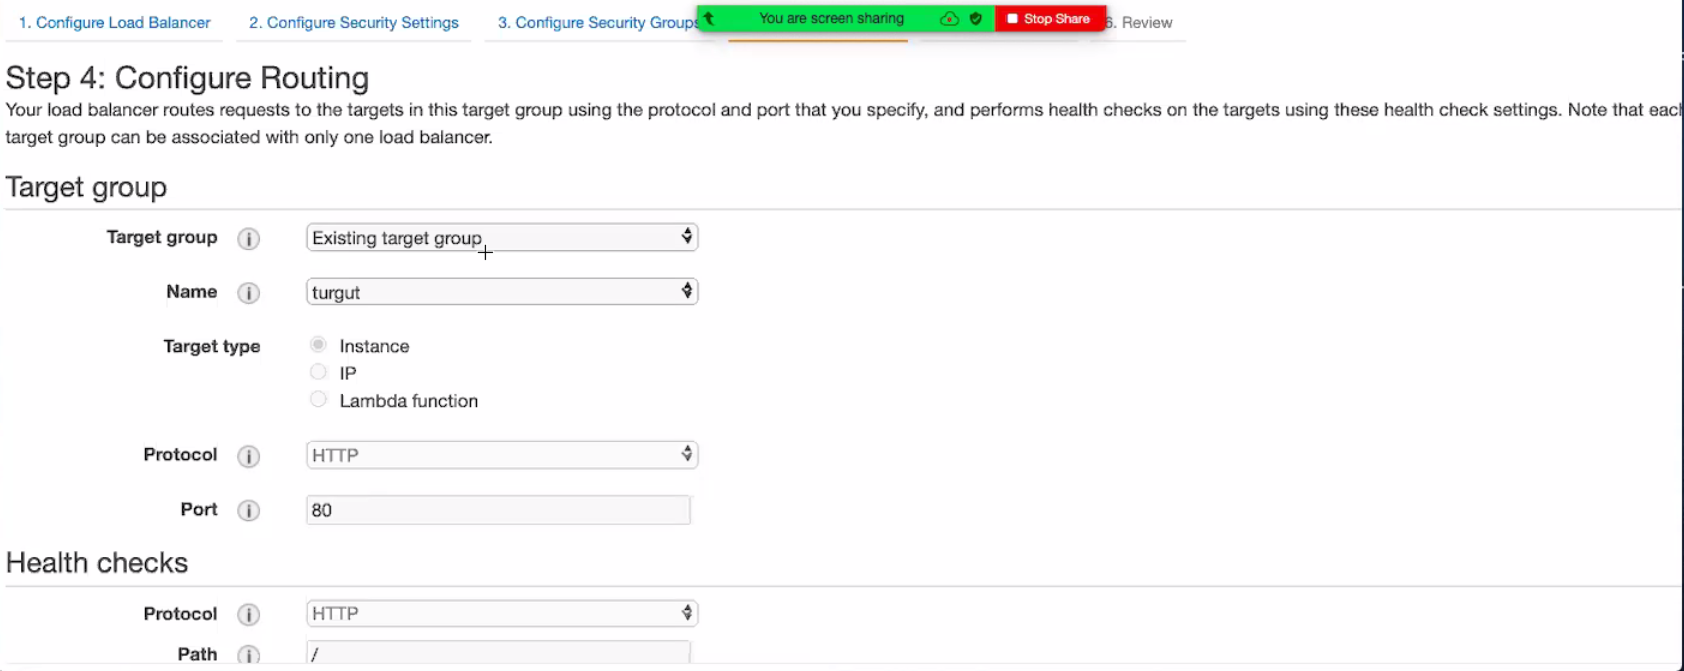 1. Configure Load Balancer
2. Configure Security Settings
3. Configure Security Groups
You are screen sharing
Stop Share
6. Review
Step 4: Configure Routing
Your load balancer routes requests to the targets in this target group using the protocol and port that you specify, and performs health checks on the targets using these health check settings. Note that each
target group can be associated with only one load balancer.
Target group
Target group
Existing target group
Name
turgut
Target type
Instance
IP
Lambda function
Protocol
HTTP
Port
80
Health checks
Protocol
HTTP
Path
/